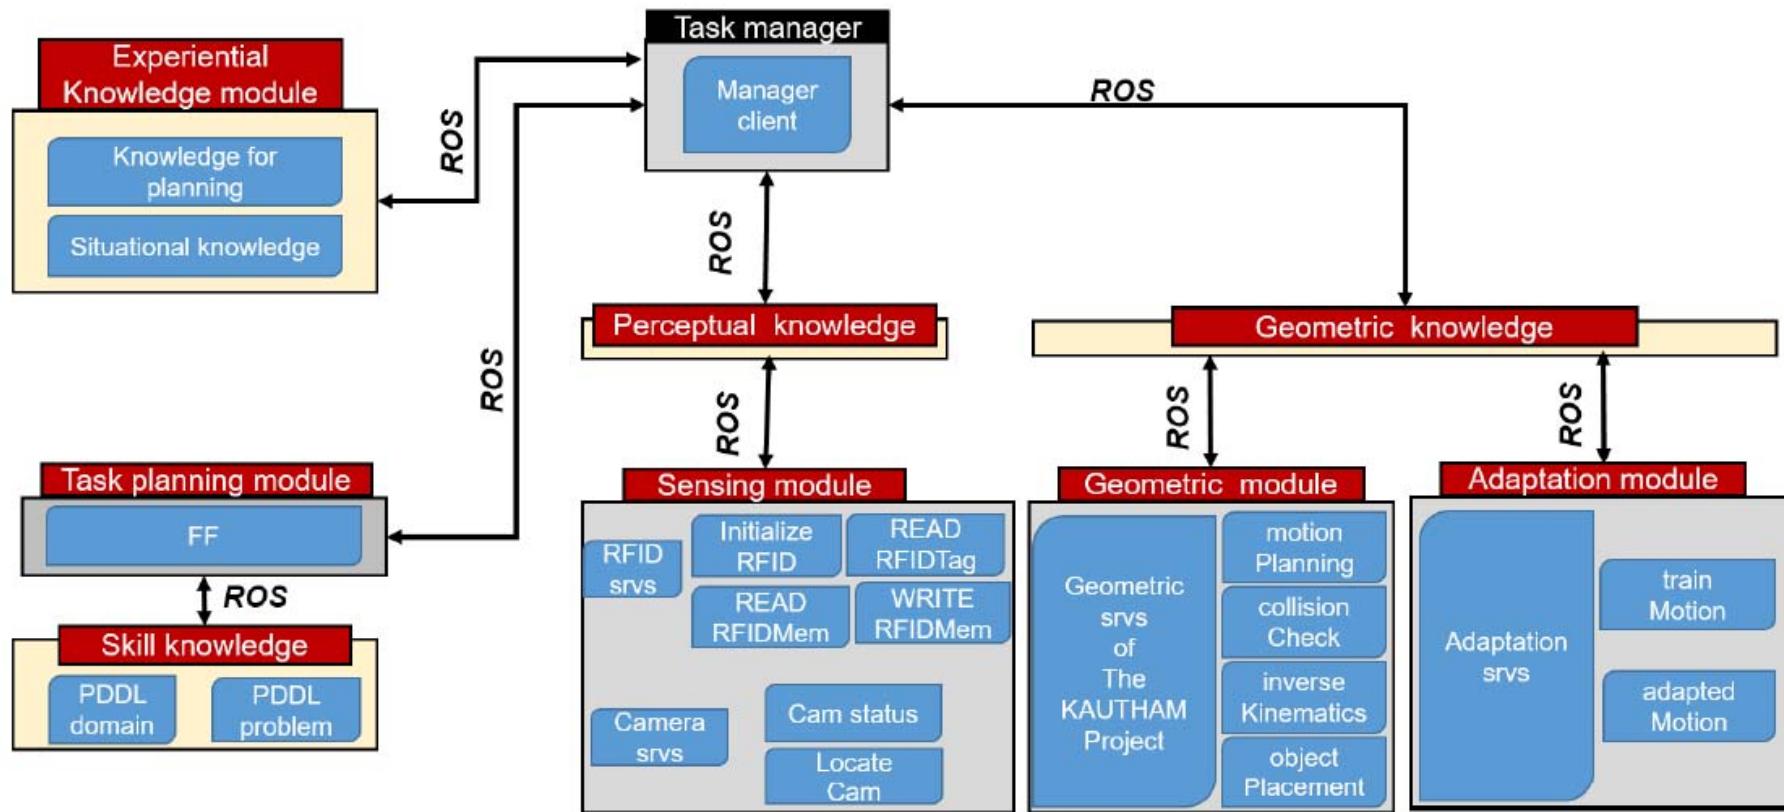 Task manager
Manager
client
Experiential
Knowledge module
Knowledge for
planning
Situational knowledge
ROS
ROS
ROS
ROS
Perceptual knowledge
Geometric knowledge
ROS
ROS
ROS
Task planning module
FF
ROS
Skill knowledge
PDDL
domain
PDDL
problem
Sensing module
RFID
srvs
Initialize
RFID
READ
RFIDTag
READ
RFIDMem
WRITE
RFIDMem
Camera
srvs
Cam status
Locate
Cam
Geometric module
Geometric
srvs
of
The
KAUTHAM
Project
motion
Planning
collision
Check
inverse
Kinematics
object
Placement
Adaptation module
Adaptation
srvs
train
Motion
adapted
Motion